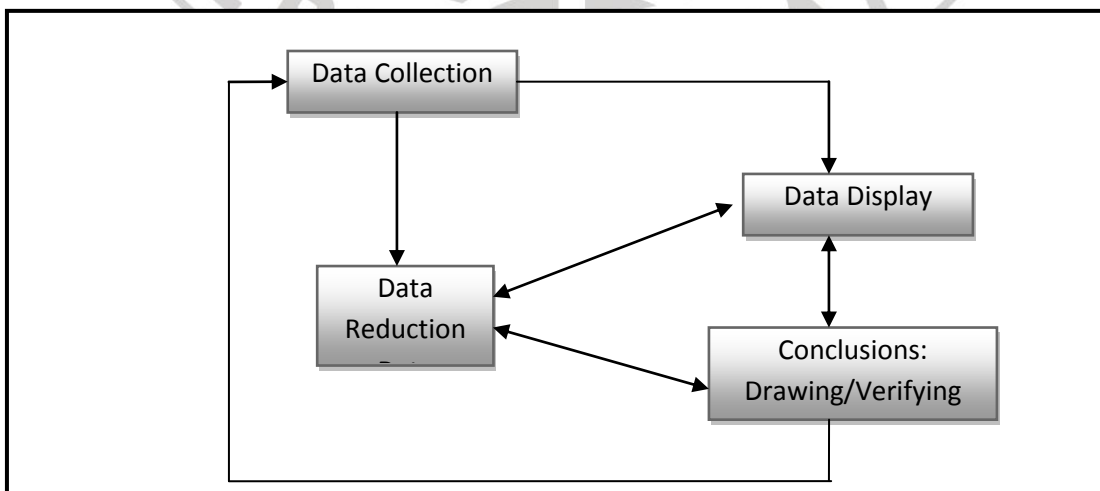 Data Collection
Data Display
Data
Reduction
Conclusions:
Drawing/Verifying